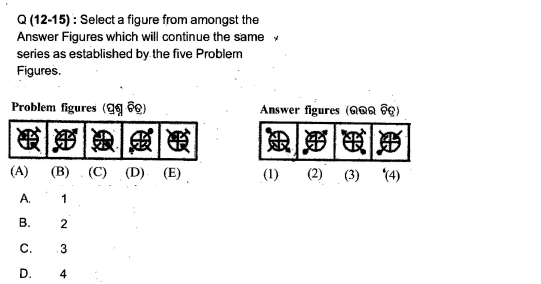 Q (12-15) : Select a figure from amongst the
Answer Figures which will continue the same
series as established by the five Problem
Figures.
Problem figures (ପ୍ରଶ୍ନ ଚିତ୍ର)
Answer figures (ଉତ୍ତର ଚିତ୍ର)
(A) (B) (C) (D) (E)
(1) (2) (3) (4)
A. 1
B. 2
C. 3
D. 4